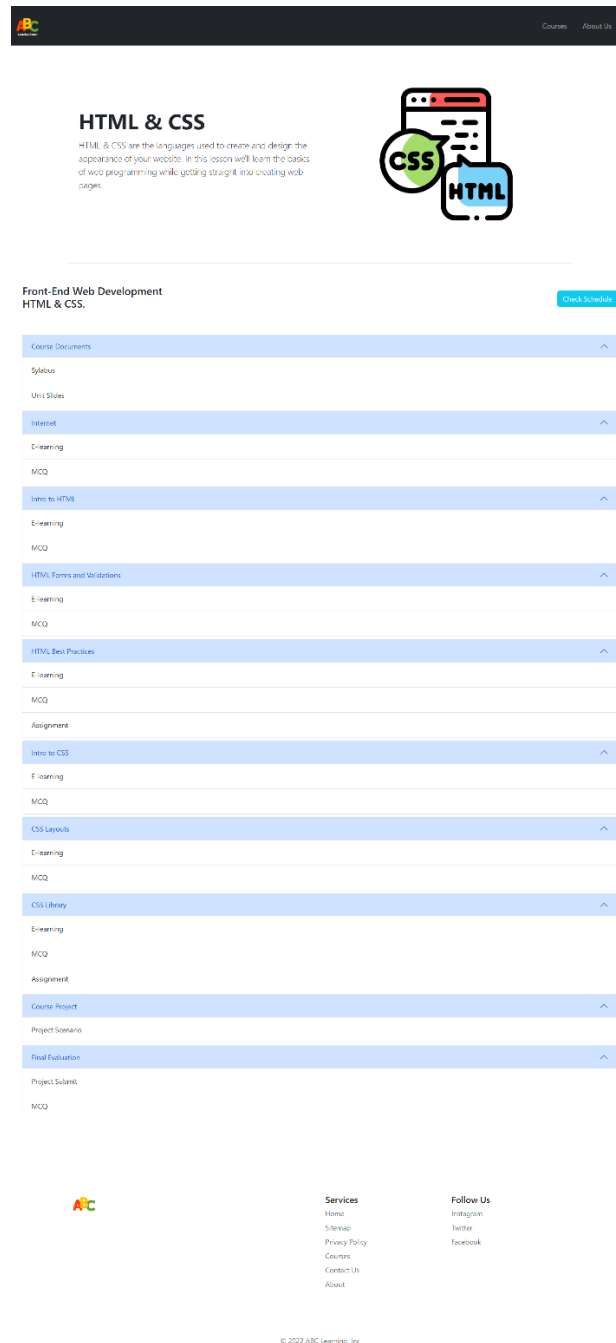 ABC
Courses About Us
HTML & CSS
HTML & CSS are the languages used to create and design the
appearance of your website. In this lesson we'll learn the basics
of web programming while getting straight into creating web
pages.
CSS
HTML
Front-End Web Development
HTML & CSS.
Check Schedule
Course Documents
Sylabus
Unit Slides
Internet
E-learning
MCQ
Intro to HTML
E-learning
MCQ
HTML Forms and Validations
E-learning
MCQ
HTML Best Practices
E-learning
MCQ
Assignment
Intro to CSS
E-learning
MCQ
CSS Layouts
E-learning
MCQ
CSS Library
E-learning
MCQ
Assignment
Course Project
Project Scenario
Final Evaluation
Project Submit
MCQ
ABC
Services
Home
Sitemap
Privacy Policy
Courses
Contact Us
About
Follow Us
Instagram
Twitter
Facebook
© 2022 ABC Learning, Inc